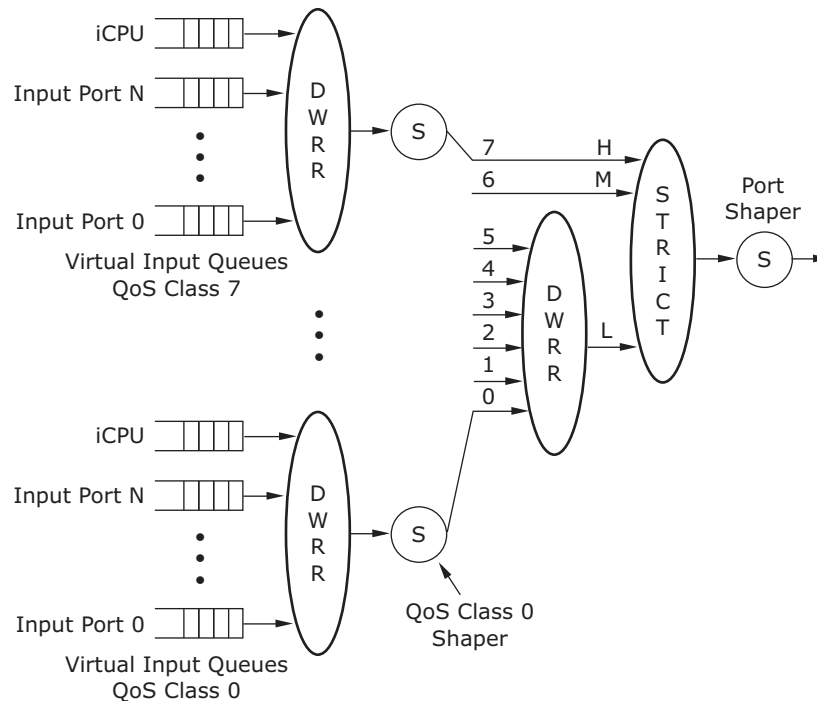 iCPU
Input Port N
Input Port 0
Virtual Input Queues
QoS Class 7
D
W
R
R
S
7
H
6
M
5
4
3
2
1
0
D
W
R
R
L
S
T
R
I
C
T
Port
Shaper
S
iCPU
Input Port N
Input Port 0
Virtual Input Queues
QoS Class 0
D
W
R
R
S
QoS Class 0
Shaper